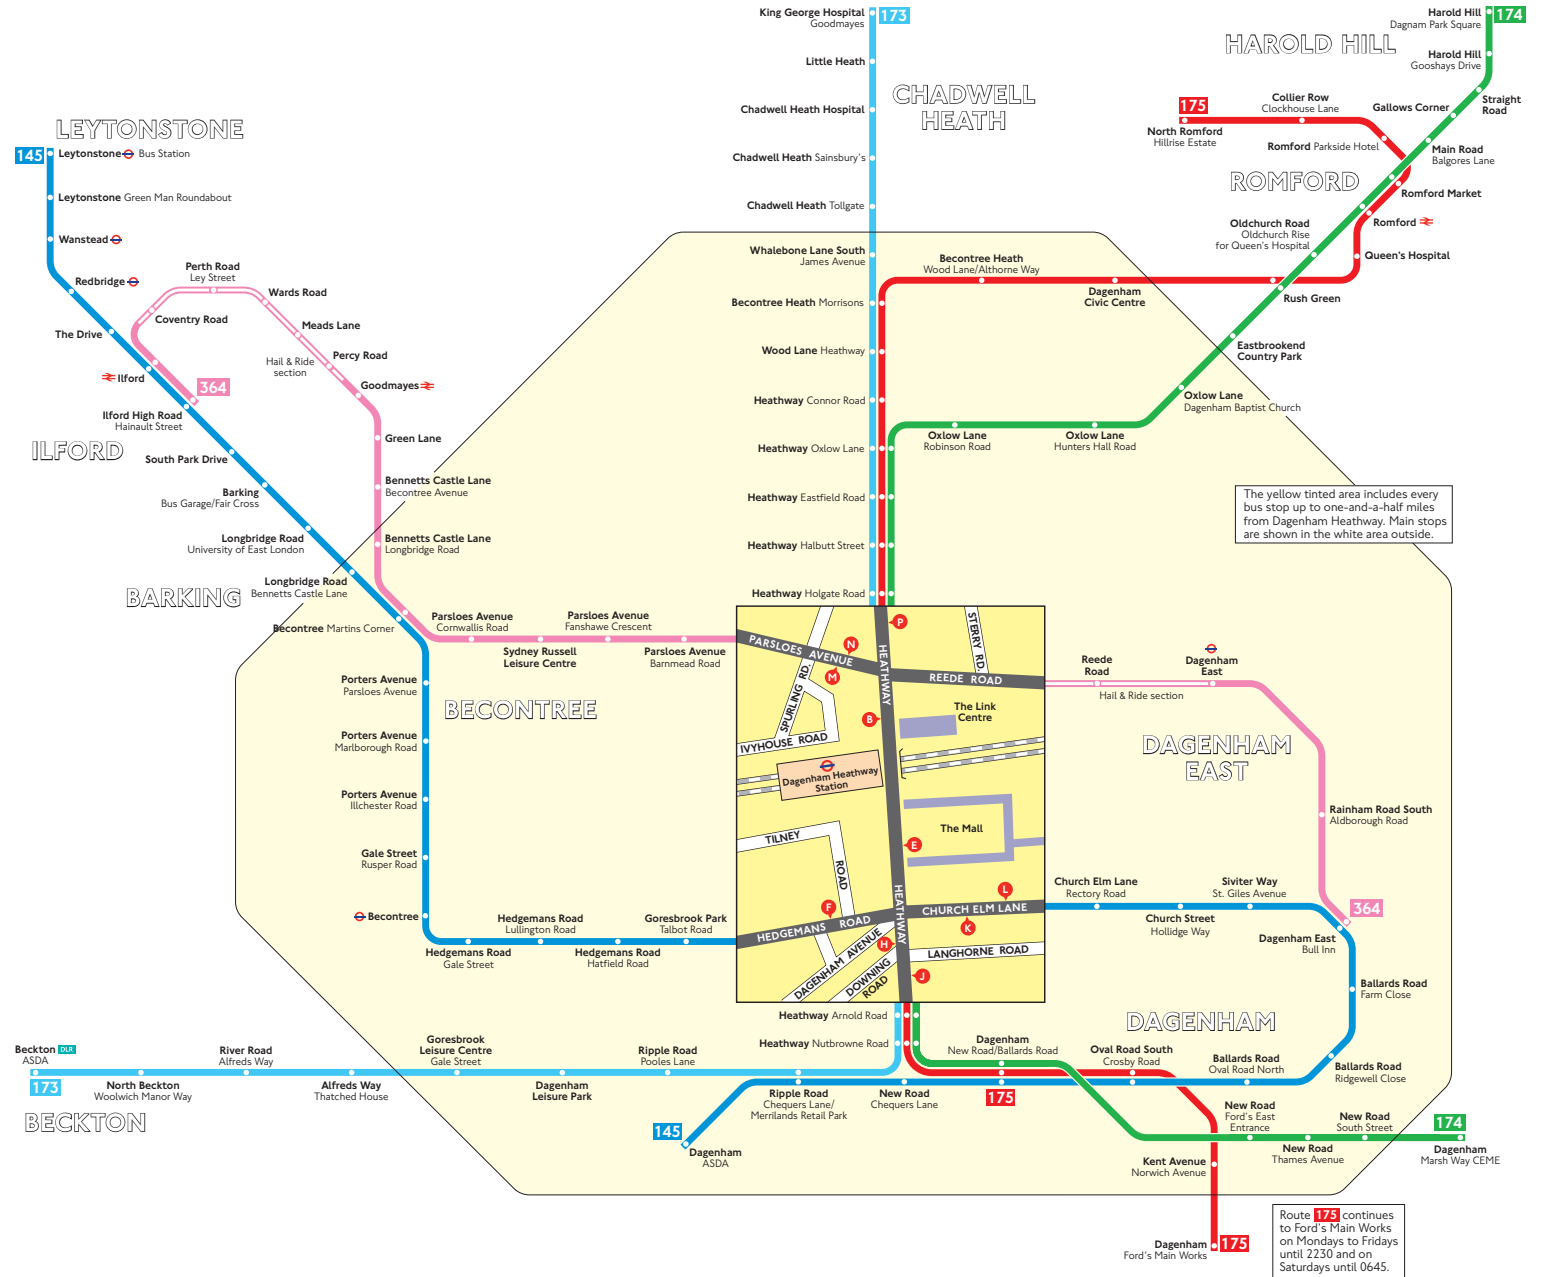 King George Hospital
Goodmayes
173
Little Heath
Chadwell Heath Hospital
Chadwell Heath Sainsbury's
Chadwell Heath Tollgate
CHADWELL
HEATH
Harold Hill
Dagnam Park Square
174
HAROLD HILL
Harold Hill
Gooshays Drive
Straight
Road
Gallows Corner
Main Road
Balgores Lane
175
North Romford
Hillrise Estate
Collier Row
Clockhouse Lane
Romford Parkside Hotel
ROMFORD
Romford Market
Romford
Oldchurch Road
Oldchurch Rise
for Queen's Hospital
Queen's Hospital
Rush Green
Eastbrookend
Country Park
Oxlow Lane
Dagenham Baptist Church
LEYTONSTONE
145
Leytonstone Bus Station
Leytonstone Green Man Roundabout
Wanstead
Redbridge
The Drive
Ilford
Perth Road
Ley Street
Wards Road
Coventry Road
Meads Lane
Hail & Ride
section
Percy Road
Goodmayes
364
Ilford High Road
Hainault Street
ILFORD
Green Lane
South Park Drive
Barking
Bus Garage/Fair Cross
Bennetts Castle Lane
Becontree Avenue
Longbridge Road
University of East London
Bennetts Castle Lane
Longbridge Road
BARKING
Longbridge Road
Bennetts Castle Lane
Becontree Martins Corner
Whalebone Lane South
James Avenue
Becontree Heath Morrisons
Wood Lane Heathway
Heathway Connor Road
Heathway Oxlow Lane
Heathway Eastfield Road
Heathway Halbutt Street
Heathway Holgate Road
Becontree Heath
Wood Lane/Althorne Way
Dagenham
Civic Centre
Oxlow Lane
Robinson Road
Oxlow Lane
Hunters Hall Road
The yellow tinted area includes every
bus stop up to one-and-a-half miles
from Dagenham Heathway. Main stops
are shown in the white area outside.
Parsloes Avenue
Cornwallis Road
Sydney Russell
Leisure Centre
Parsloes Avenue
Fanshawe Crescent
Parsloes Avenue
Barnmead Road
BECONTREE
Porters Avenue
Parsloes Avenue
Porters Avenue
Marlborough Road
Porters Avenue
Illchester Road
Gale Street
Rusper Road
Becontree
Hedgemans Road
Gale Street
Hedgemans Road
Lullington Road
Hedgemans Road
Hatfield Road
Goresbrook Park
Talbot Road
PARSLOES AVENUE
N
M
P
HEATHWAY
STERRY RD.
REEDE ROAD
SPURLING RD.
IVYHOUSE ROAD
B
The Link
Centre
Dagenham Heathway
Station
The Mall
TILNEY
ROAD
E
HEATHWAY
F
L
CHURCH ELM LANE
K
HEDGEMANS ROAD
H
DAGENHAM AVENUE
DOWNING
ROAD
LANGHORNE ROAD
J
Reede
Road
Hail & Ride section
Dagenham
East
DAGENHAM
EAST
Rainham Road South
Aldborough Road
364
Church Elm Lane
Rectory Road
Church Street
Hollidge Way
Siviter Way
St. Giles Avenue
Dagenham East
Bull Inn
Ballards Road
Farm Close
DAGENHAM
Ballards Road
Ridgewell Close
Ballards Road
Oval Road North
Oval Road South
Crosby Road
Dagenham
New Road/Ballards Road
175
Heathway Arnold Road
Heathway Nutbrowne Road
New Road
Chequers Lane
Ripple Road
Chequers Lane/
Merrilands Retail Park
145
Dagenham
ASDA
Beckton DLR
ASDA
173
BECKTON
North Beckton
Woolwich Manor Way
River Road
Alfreds Way
Alfreds Way
Thatched House
Goresbrook
Leisure Centre
Gale Street
Dagenham
Leisure Park
Ripple Road
Pooles Lane
New Road
Ford's East
Entrance
New Road
Thames Avenue
New Road
South Street
174
Dagenham
Marsh Way CEME
Kent Avenue
Norwich Avenue
Dagenham
Ford's Main Works
175
Route 175 continues
to Ford's Main Works
on Mondays to Fridays
until 2230 and on
Saturdays until 0645.